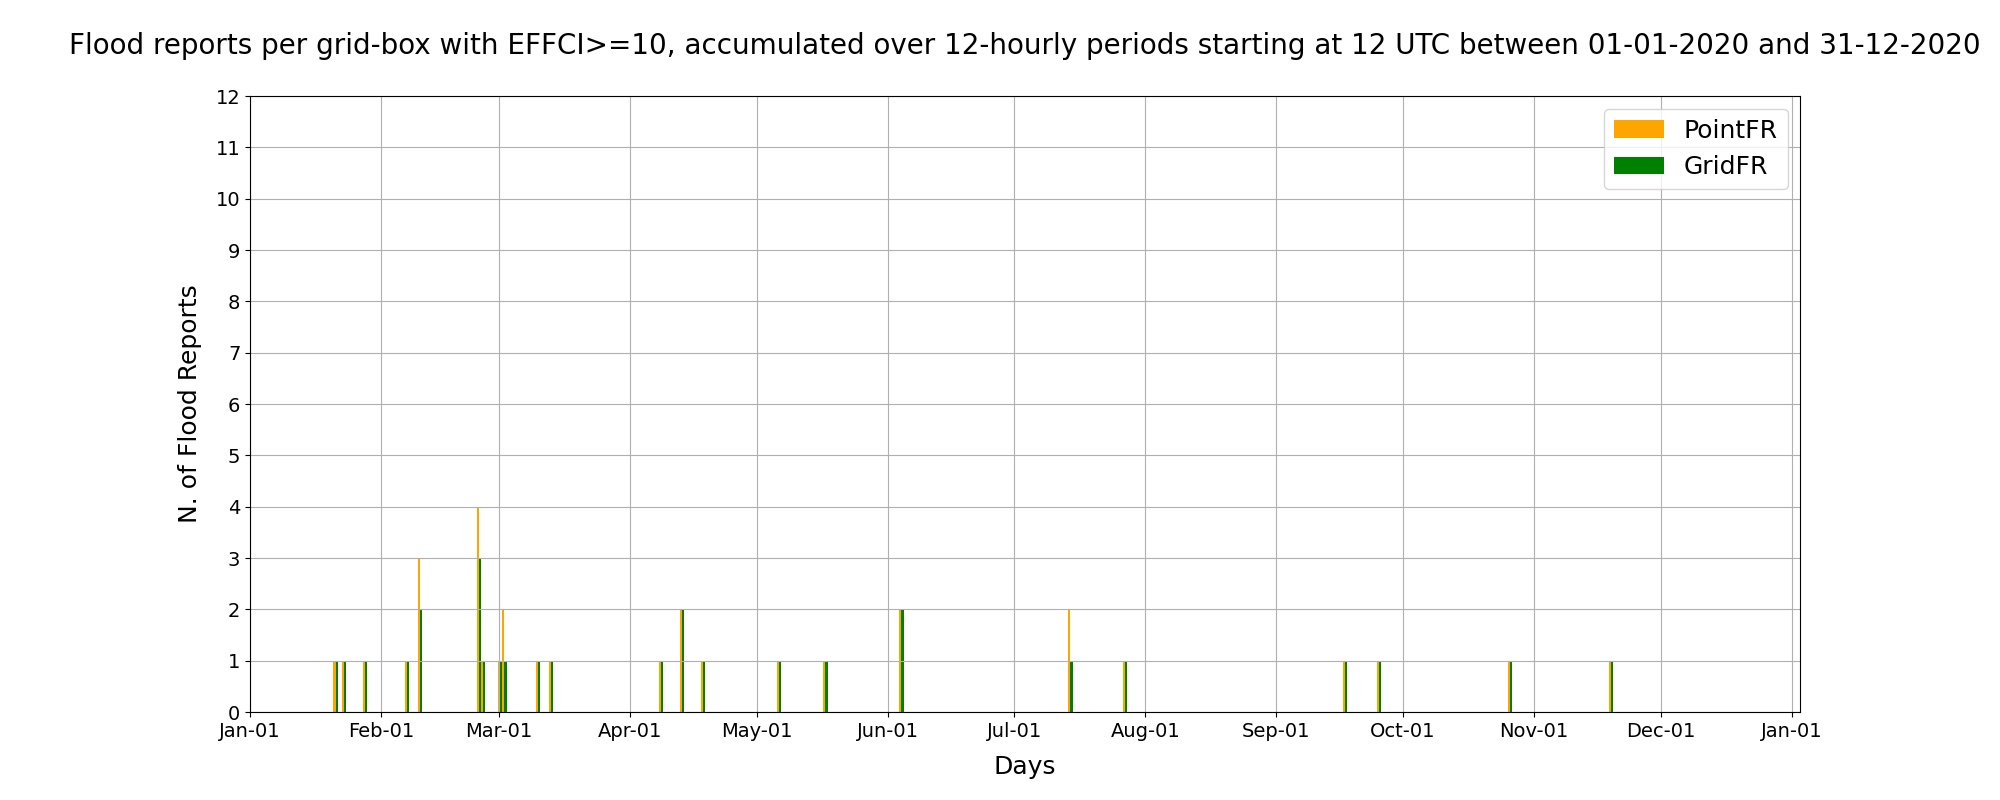 Flood reports per grid-box with EFFCI>=10, accumulated over 12-hourly periods starting at 12 UTC between 01-01-2020 and 31-12-2020
12
11
10
9
8
7
6
5
4
3
2
1
0
N. of Flood Reports
PointFR
GridFR
Jan-01 Feb-01 Mar-01 Apr-01 May-01 Jun-01 Jul-01 Aug-01 Sep-01 Oct-01 Nov-01 Dec-01 Jan-01
Days